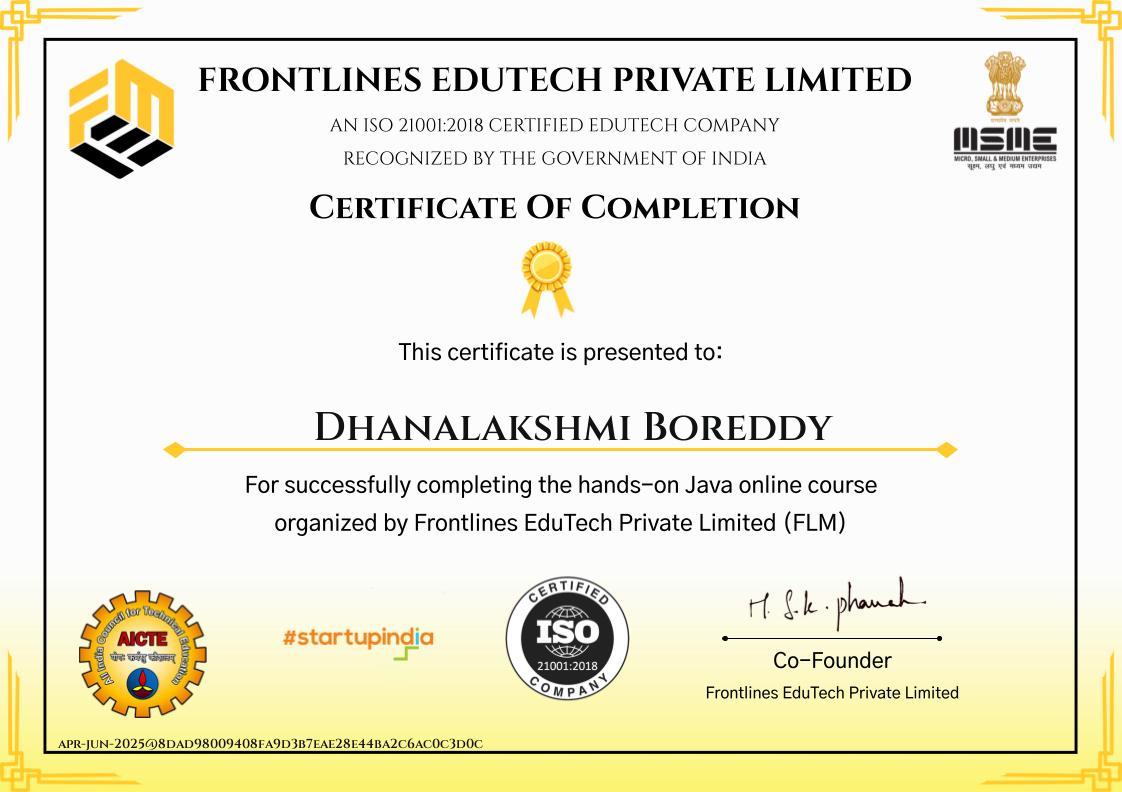 FRONTLINES EDUTECH PRIVATE LIMITED
AN ISO 21001:2018 CERTIFIED EDUTECH COMPANY
RECOGNIZED BY THE GOVERNMENT OF INDIA
MSME
MICRO, SMALL & MEDIUM ENTERPRISES
सूक्ष्म, लघु एवं मध्यम उद्यम
CERTIFICATE OF COMPLETION
This certificate is presented to:
DHANALAKSHMI BOREDDY
For successfully completing the hands-on Java online course
organized by Frontlines EduTech Private Limited (FLM)
All India Council for Technical Education
AICTE
#startupindia
CERTIFIED
ISO
21001:2018
COMPANY
Co-Founder
Frontlines EduTech Private Limited
APR-JUN-2025@8DAD98009408FA9D3B7EAE28E44BA2C6AC0C3D0C